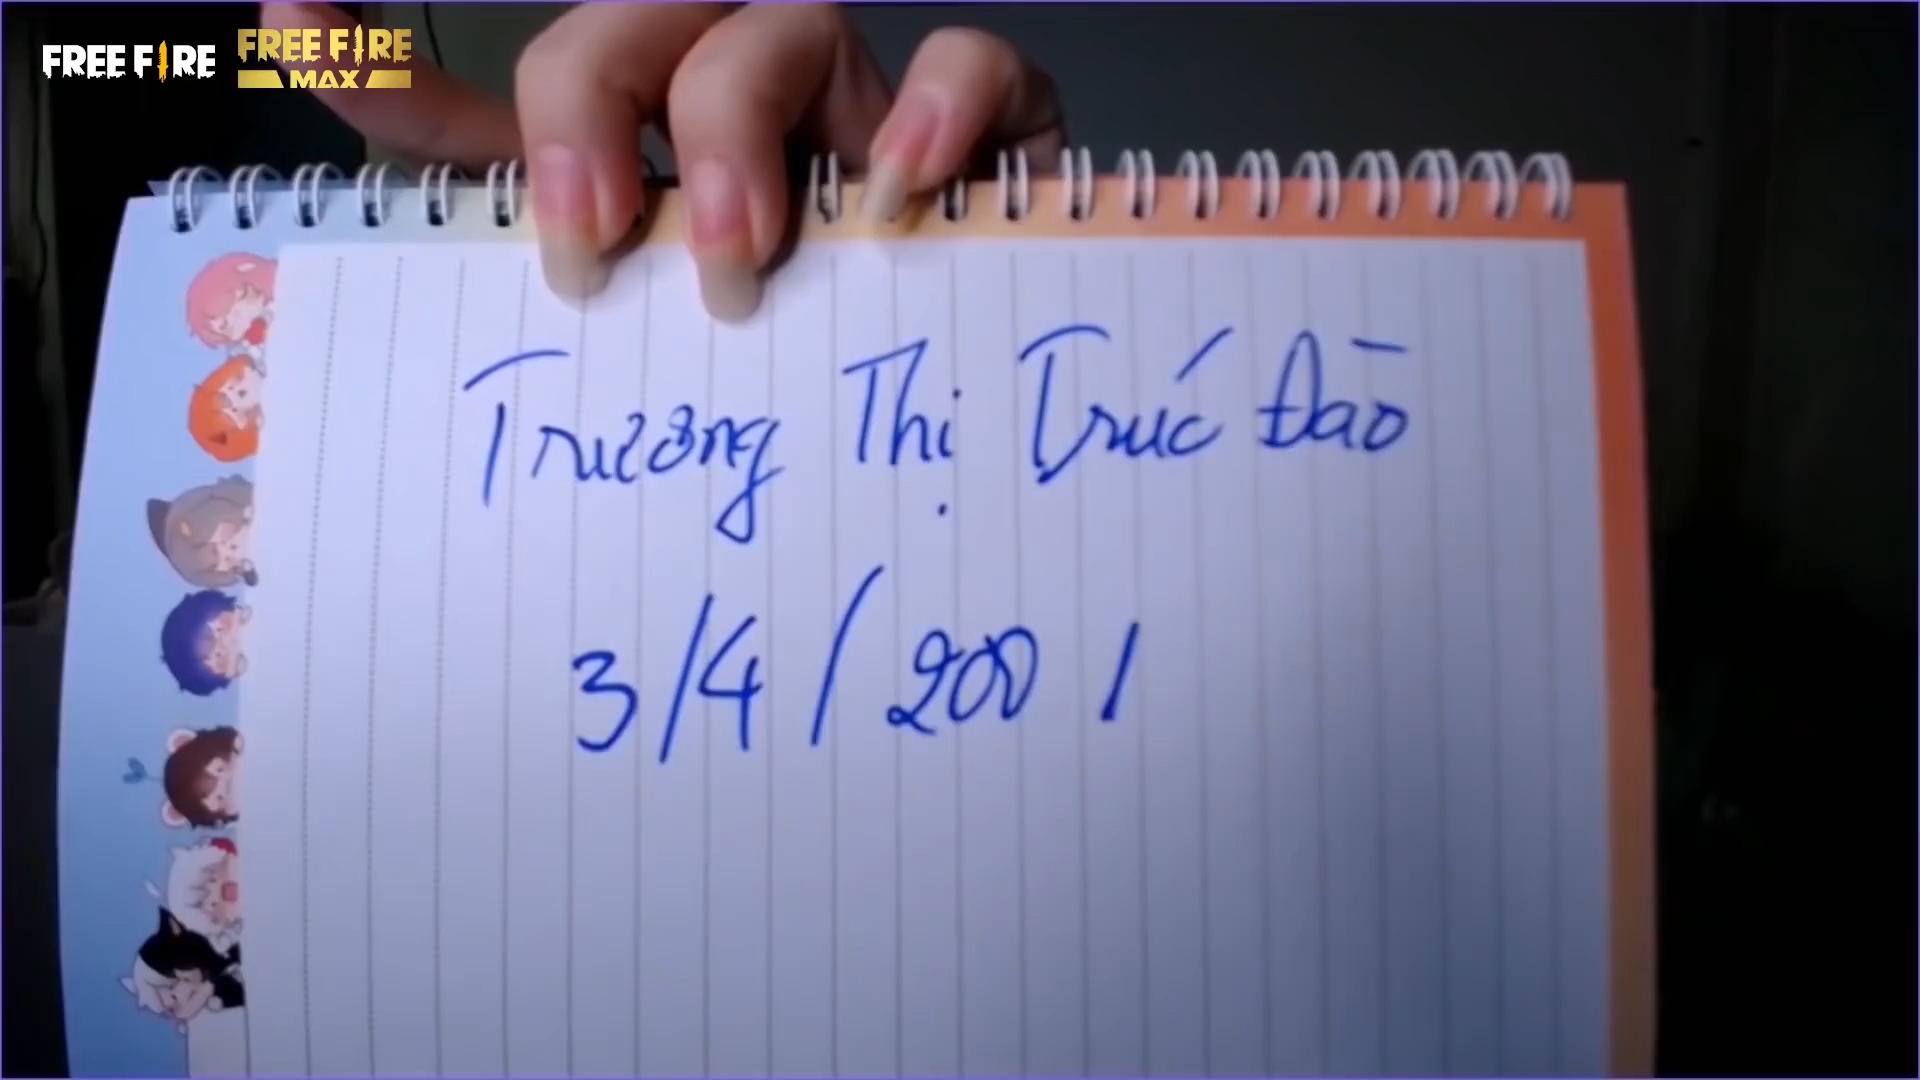 FREE FIRE
FREE FIRE
MAX
Trương Thị Trúc Đào
3/4/2001